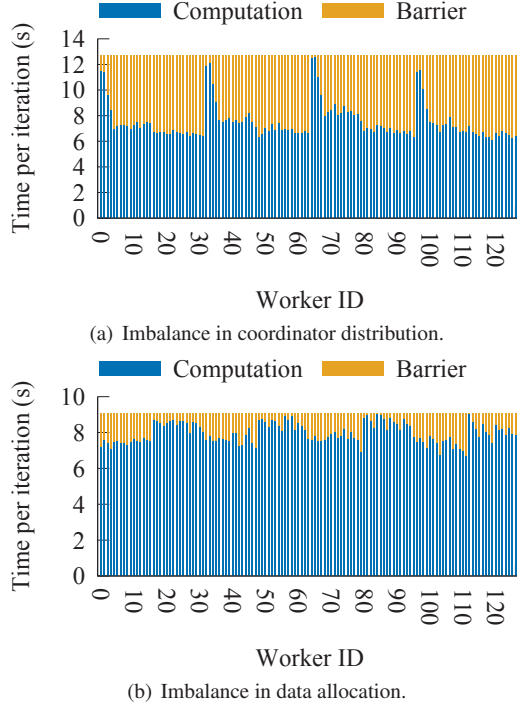 Computation Barrier
Time per iteration (s)
14
12
10
8
6
4
2
0
0 10 20 30 40 50 60 70 80 90 100 110 120
Worker ID
(a) Imbalance in coordinator distribution.
Computation Barrier
Time per iteration (s)
10
8
6
4
2
0
0 10 20 30 40 50 60 70 80 90 100 110 120
Worker ID
(b) Imbalance in data allocation.